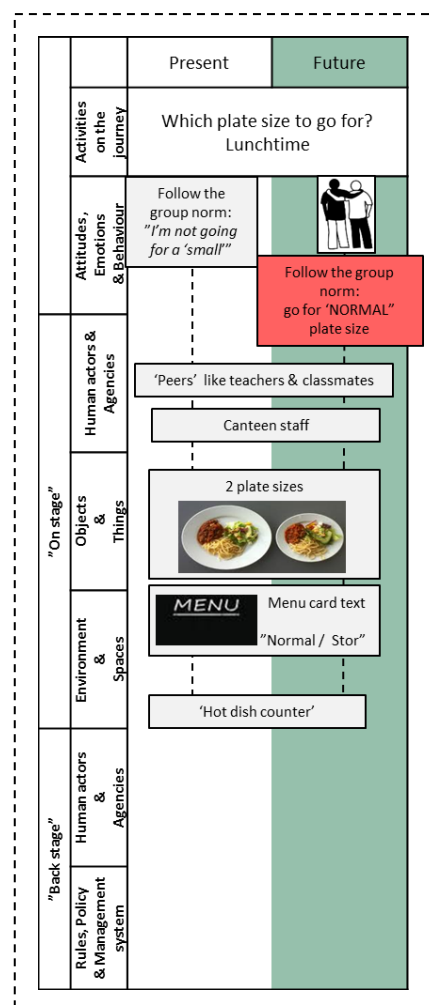 Present
Future
Activities
on the
journey
Which plate size to go for?
Lunchtime
Attitudes,
Emotions
& Behaviour
Follow the
group norm:
”I’m not going
for a ‘small’”
Follow the group
norm:
go for ‘NORMAL”
plate size
”On stage”
Human actors &
Agencies
‘Peers’ like teachers & classmates
Canteen staff
Objects
&
Things
2 plate sizes
Environment
&
Spaces
MENU
Menu card text
”Normal / Stor”
‘Hot dish counter’
”Back stage”
Human actors
&
Agencies
Rules, Policy
& Management
system